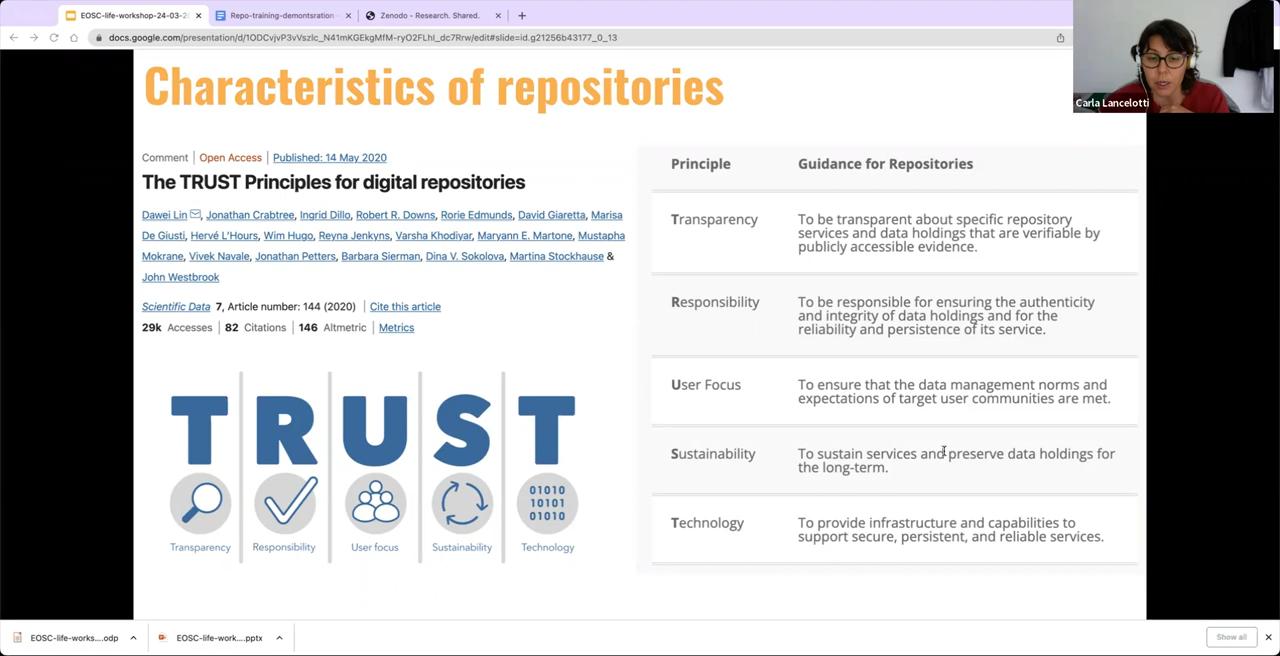 EOSC-life-workshop-24-03-20
Repo-training-demontsration
Zenodo - Research. Shared.
docs.google.com/presentation/d/1ODCvjvP3vVszlc_N41mKGEkgMfM-ryO2FLhl_dc7Rrw/edit#slide=id.g21256b43177_0_13
Carla Lancelotti
Characteristics of repositories
Comment | Open Access | Published: 14 May 2020
The TRUST Principles for digital repositories
Dawei Lin, Jonathan Crabtree, Ingrid Dillo, Robert R. Downs, Rorie Edmunds, David Giaretta, Marisa
De Giusti, Hervé L'Hours, Wim Hugo, Reyna Jenkyns, Varsha Khodiyar, Maryann E. Martone, Mustapha
Mokrane, Vivek Navale, Jonathan Petters, Barbara Sierman, Dina V. Sokolova, Martina Stockhause &
John Westbrook
Scientific Data 7, Article number: 144 (2020) | Cite this article
29k Accesses | 82 Citations | 146 Altmetric | Metrics
TRUST
0101
10101
01010
Transparency Responsibility User focus Sustainability Technology
Principle Guidance for Repositories
Transparency To be transparent about specific repository
services and data holdings that are verifiable by
publicly accessible evidence.
Responsibility To be responsible for ensuring the authenticity
and integrity of data holdings and for the
reliability and persistence of its service.
User Focus To ensure that the data management norms and
expectations of target user communities are met.
Sustainability To sustain services and preserve data holdings for
the long-term.
Technology To provide infrastructure and capabilities to
support secure, persistent, and reliable services.
EOSC-life-works....odp
EOSC-life-work....pptx
Show all